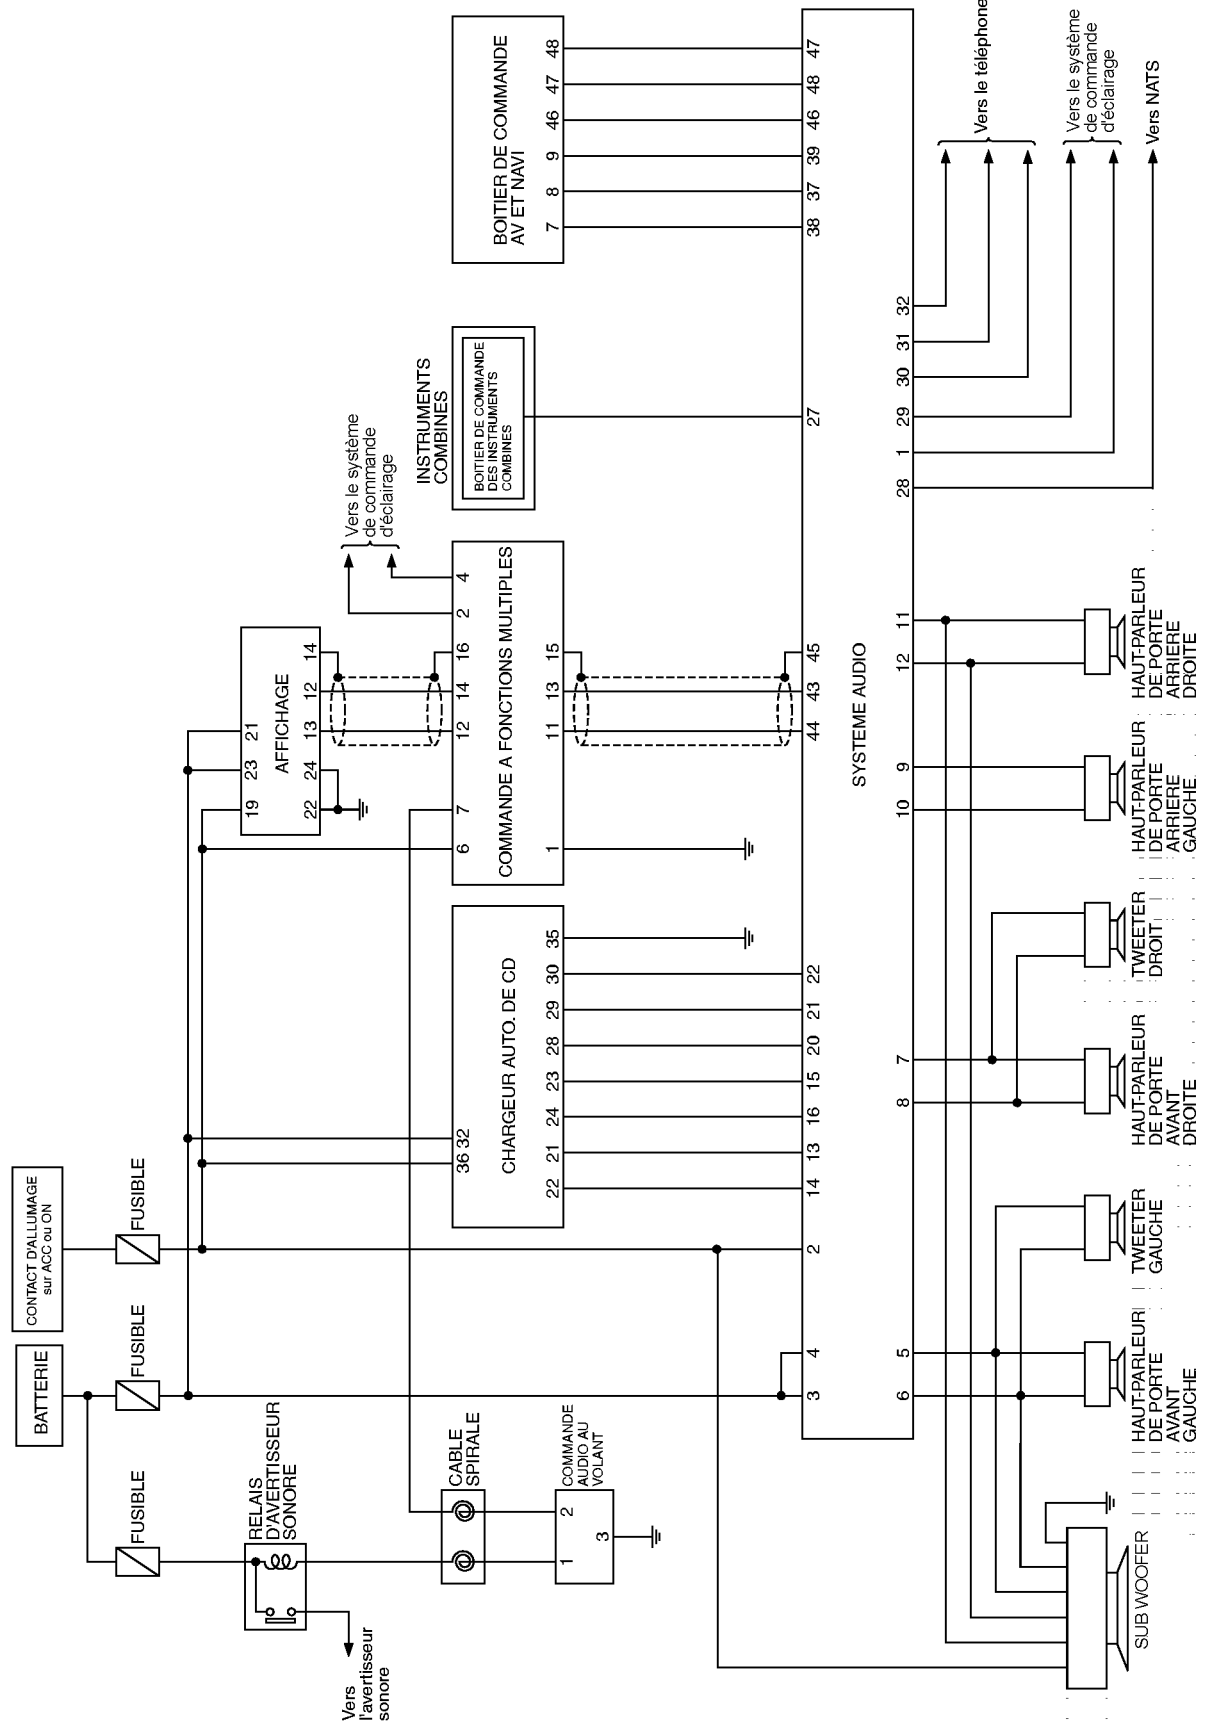 BATTERIE
CONTACT D'ALLUMAGE
sur ACC ou ON
FUSIBLE
FUSIBLE
FUSIBLE
RELAIS
D'AVERTISSEUR
SONORE
Vers
l'avertisseur
sonore
AFFICHAGE
19
23
21
22
24
13
12
14
Vers le système
de commande
d'éclairage
CABLE
SPIRALE
COMMANDE
AUDIO AU
VOLANT
1
2
3
CHARGEUR AUTO. DE CD
36
32
22
21
24
23
28
29
30
35
COMMANDE A FONCTIONS MULTIPLES
6
7
12
14
16
2
4
1
11
13
15
INSTRUMENTS
COMBINES
BOITIER DE COMMANDE
DES INSTRUMENTS
COMBINES
BOITIER DE COMMANDE
AV ET NAVI
7
8
9
46
47
48
SYSTEME AUDIO
3
4
2
14
13
16
15
20
21
22
44
43
45
27
38
37
39
46
48
47
6
5
8
7
10
9
12
11
28
1
29
30
31
32
Vers le téléphone
Vers le système
de commande
d'éclairage
Vers NATS
SUB WOOFER
HAUT-PARLEUR
DE PORTE
AVANT
GAUCHE
TWEETER
GAUCHE
HAUT-PARLEUR
DE PORTE
AVANT
DROITE
TWEETER
DROIT
HAUT-PARLEUR
DE PORTE
ARRIERE
GAUCHE
HAUT-PARLEUR
DE PORTE
ARRIERE
DROITE